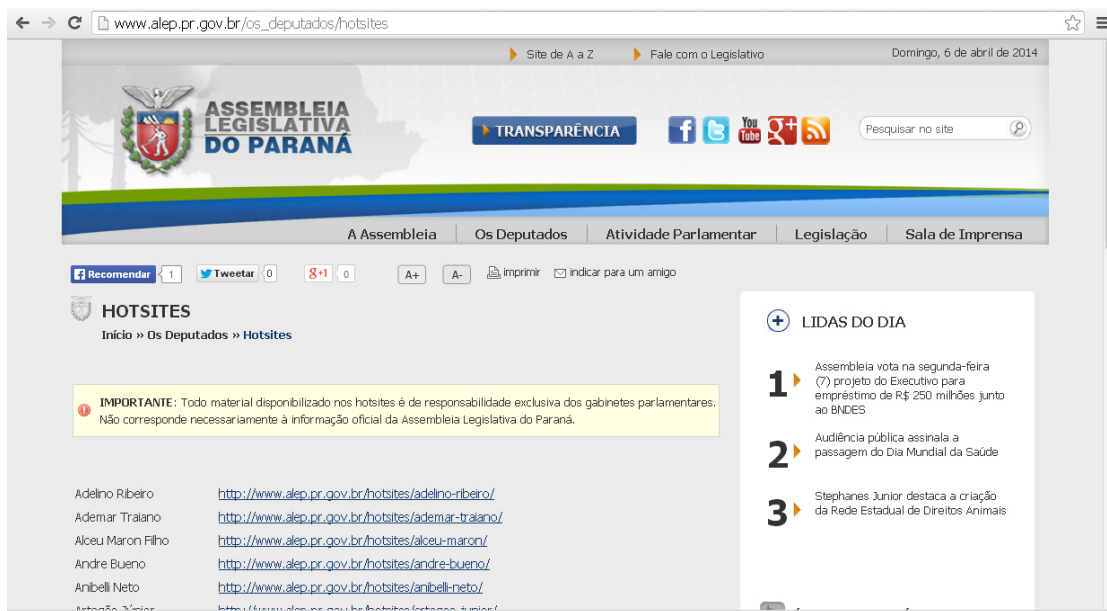 www.alep.pr.gov.br/os_deputados/hotsites
Site de A a Z
Fale com o Legislativo
Domingo, 6 de abril de 2014
ASSEMBLEIA
LEGISLATIVA
DO PARANÁ
TRANSPARÊNCIA
You
Tube
Pesquisar no site
A Assembleia
Os Deputados
Atividade Parlamentar
Legislação
Sala de Imprensa
Recomendar 1
Tweetar 0
g+1 0
A+
A-
imprimir
indicar para um amigo
HOTSITES
Início » Os Deputados » Hotsites
IMPORTANTE: Todo material disponibilizado nos hotsites é de responsabilidade exclusiva dos gabinetes parlamentares.
Não corresponde necessariamente à informação oficial da Assembleia Legislativa do Paraná.
Adelino Ribeiro http://www.alep.pr.gov.br/hotsites/adelino-ribeiro/
Ademar Traiano http://www.alep.pr.gov.br/hotsites/ademar-traiano/
Alceu Maron Filho http://www.alep.pr.gov.br/hotsites/alceu-maron/
Andre Bueno http://www.alep.pr.gov.br/hotsites/andre-bueno/
Anibelli Neto http://www.alep.pr.gov.br/hotsites/anibelli-neto/
LIDAS DO DIA
1 Assembleia vota na segunda-feira
(7) projeto do Executivo para
empréstimo de R$ 250 milhões junto
ao BNDES
2 Audiência pública assinala a
passagem do Dia Mundial da Saúde
3 Stephanes Junior destaca a criação
da Rede Estadual de Direitos Animais